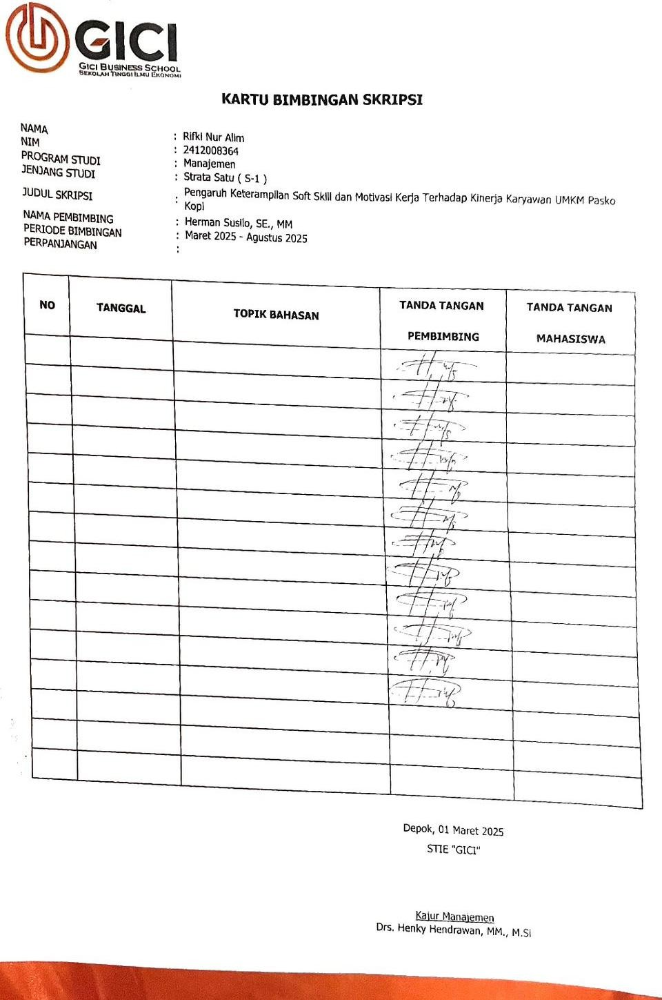 GICI
GICI BUSINESS SCHOOL
SEKOLAH TINGGI ILMU EKONOMI
KARTU BIMBINGAN SKRIPSI
NAMA : Rifki Nur Alim
NIM : 2412008364
PROGRAM STUDI : Manajemen
JENJANG STUDI : Strata Satu ( S-1 )
JUDUL SKRIPSI : Pengaruh Keterampilan Soft Skill dan Motivasi Kerja Terhadap Kinerja Karyawan UMKM Pasko
Kopi
NAMA PEMBIMBING : Herman Susilo, SE., MM
PERIODE BIMBINGAN : Maret 2025 - Agustus 2025
PERPANJANGAN :
NO TANGGAL TOPIK BAHASAN TANDA TANGAN PEMBIMBING TANDA TANGAN MAHASISWA
Depok, 01 Maret 2025
STIE "GICI"
Kajur Manajemen
Drs. Henky Hendrawan, MM., M.Si